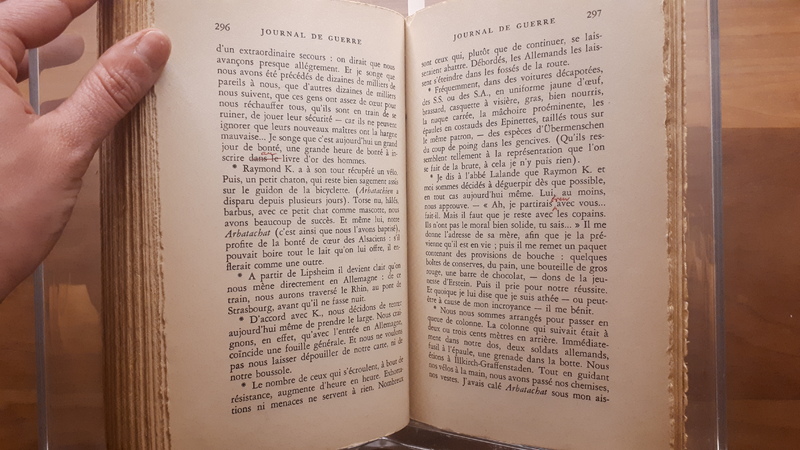 296
JOURNAL DE GUERRE
d'un extraordinaire secours : on dirait que nous
avançons presque allégrement. Et je songe que
nous avons été précédés de dizaines de milliers
pareils à nous, que d'autres dizaines de milliers
nous suivent, que ces gens ont assez de cœur pour
nous réchauffer tous, qu'ils sont en train de se
ruiner, de jouer leur sécurité — car ils ne peuvent
ignorer que leurs nouveaux maîtres ont la hargne
mauvaise... Je songe que c'est aujourd'hui un grand
jour de bonté, une grande heure de bonté à in-
scrire dans le livre d'or des hommes.
* Raymond K. a à son tour récupéré un vélo.
Puis, un petit chaton, qui reste bien sagement assis
sur le guidon de la bicyclette. (Arbatachien a
disparu depuis plusieurs jours). Torse nu, hâlés,
barbus, avec ce petit chat comme mascotte, nous
avons beaucoup de succès. Et même lui, notre
Arbatachat (c'est ainsi que nous l'avons baptisé),
profite de la bonté de cœur des Alsaciens : s'il
pouvait boire tout le lait qu'on lui offre, il en-
flerait comme une outre.
* A partir de Lipsheim il devient clair qu'on
nous mène directement en Allemagne : de ce
train, nous aurons traversé le Rhin, au pont de
Strasbourg, avant qu'il ne fasse nuit.
* D'accord avec K., nous décidons de tenter
aujourd'hui même de prendre le large. Nous crai-
gnons, en effet, qu'avec l'entrée en Allemagne,
coïncide une fouille générale. Et nous ne voulons
pas nous laisser dépouiller de notre carte, ni de
notre boussole.
* Le nombre de ceux qui s'écroulent, à bout de
résistance, augmente d'heure en heure. Exhorta-
tions ni menaces ne servent à rien. Nombreux
JOURNAL DE GUERRE
297
sont ceux qui, plutôt que de continuer, se lais-
seraient abattre. Débordés, les Allemands les lais-
sent s'éteindre dans les fossés de la route.
* Fréquemment, dans des voitures décapotées,
des S.S. ou des S.A., en uniforme jaune d'œuf,
brassard, casquette à visière, gras, bien nourris,
la nuque carrée, la mâchoire proéminente, les
épaules en costauds des Epinettes, taillés tous sur
le même patron, — des espèces d'Übermenschen
du coup de poing dans les gencives. (Qu'ils res-
semblent tellement à la représentation que l'on
se fait de la brute, à cela je n'y puis rien).
* Je dis à l'abbé Lalande que Raymon K. et
moi sommes décidés à déguerpir dès que possible,
en tout cas aujourd'hui même. Lui, au moins,
nous approuve. — « Ah, je partirais avec vous...
fait-il. Mais il faut que je reste avec les copains.
Ils n'ont pas le moral bien solide, tu sais... » Il me
donne l'adresse de sa mère, afin que je la pré-
vienne qu'il est en vie ; puis il me remet un paquet
contenant des provisions de bouche : quelques
boîtes de conserves, du pain, une bouteille de gros
rouge, une barre de chocolat, — dons de la jeu-
nesse d'Erstein. Puis il prie pour notre réussite.
Et quoique je lui dise que je suis athée — ou peut-
être à cause de mon incroyance — il me bénit.
* Nous nous sommes arrangés pour passer en
queue de colonne. La colonne qui suivait était à
deux ou trois cents mètres en arrière. Immédiate-
ment dans notre dos, deux soldats allemands,
fusil à l'épaule, une grenade dans la botte. Nous
étions à Illkirch-Graffenstaden. Tout en guidant
nos vélos à la main, nous avons passé nos chemises,
nos vestes. J'avais calé Arbatachat sous mon ais-